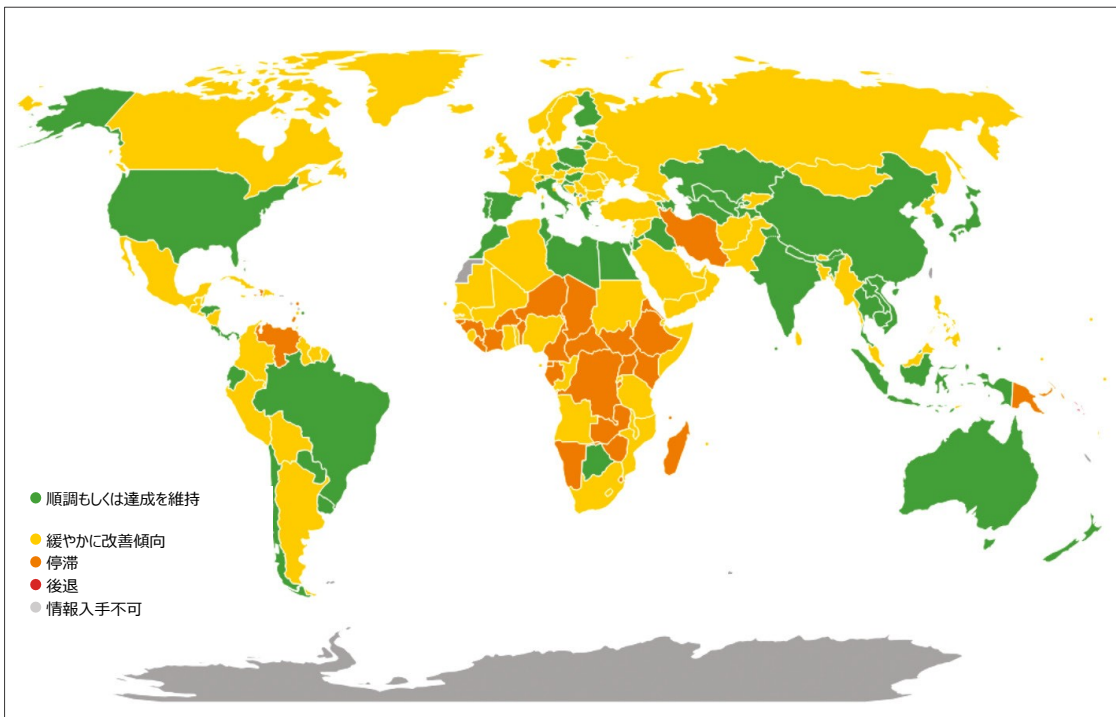 順調もしくは達成を維持
緩やかに改善傾向
停滞
後退
情報入手不可